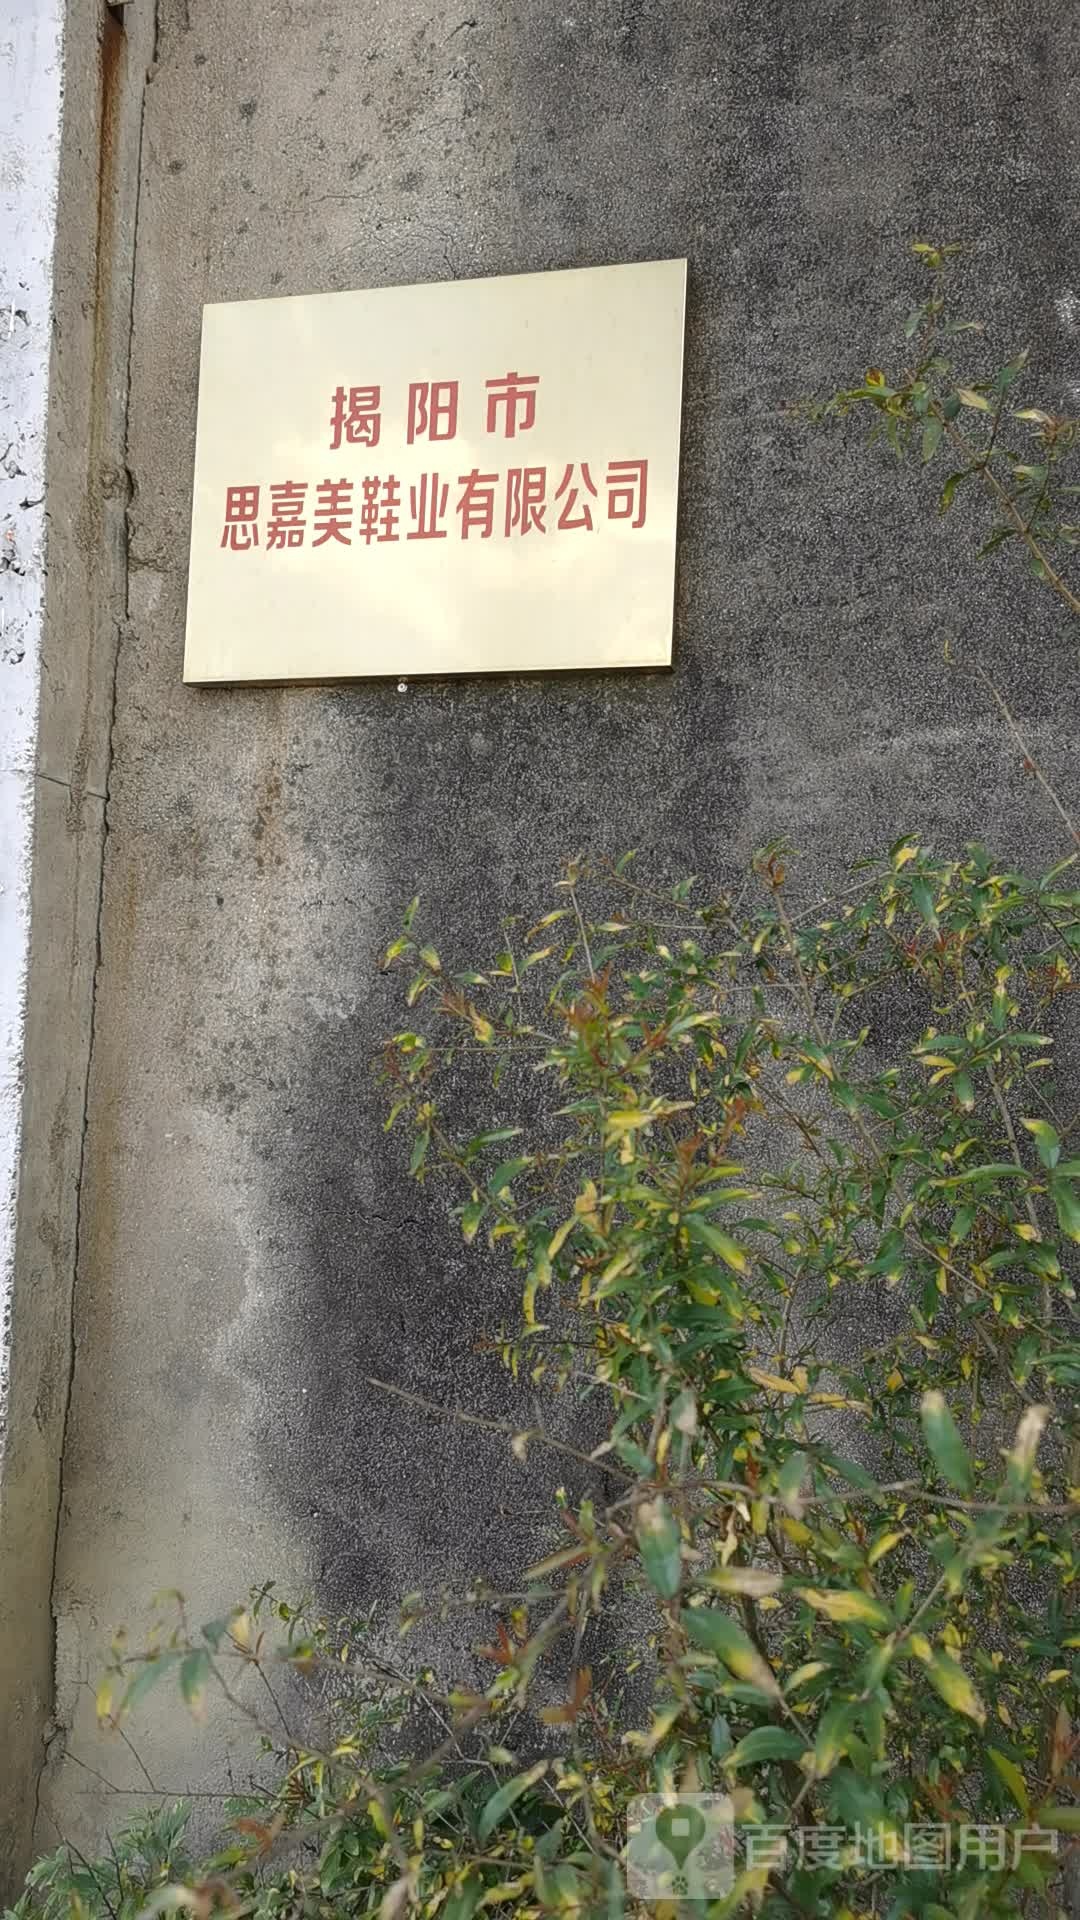 揭阳市
思嘉美鞋业有限公司
百度地图用户